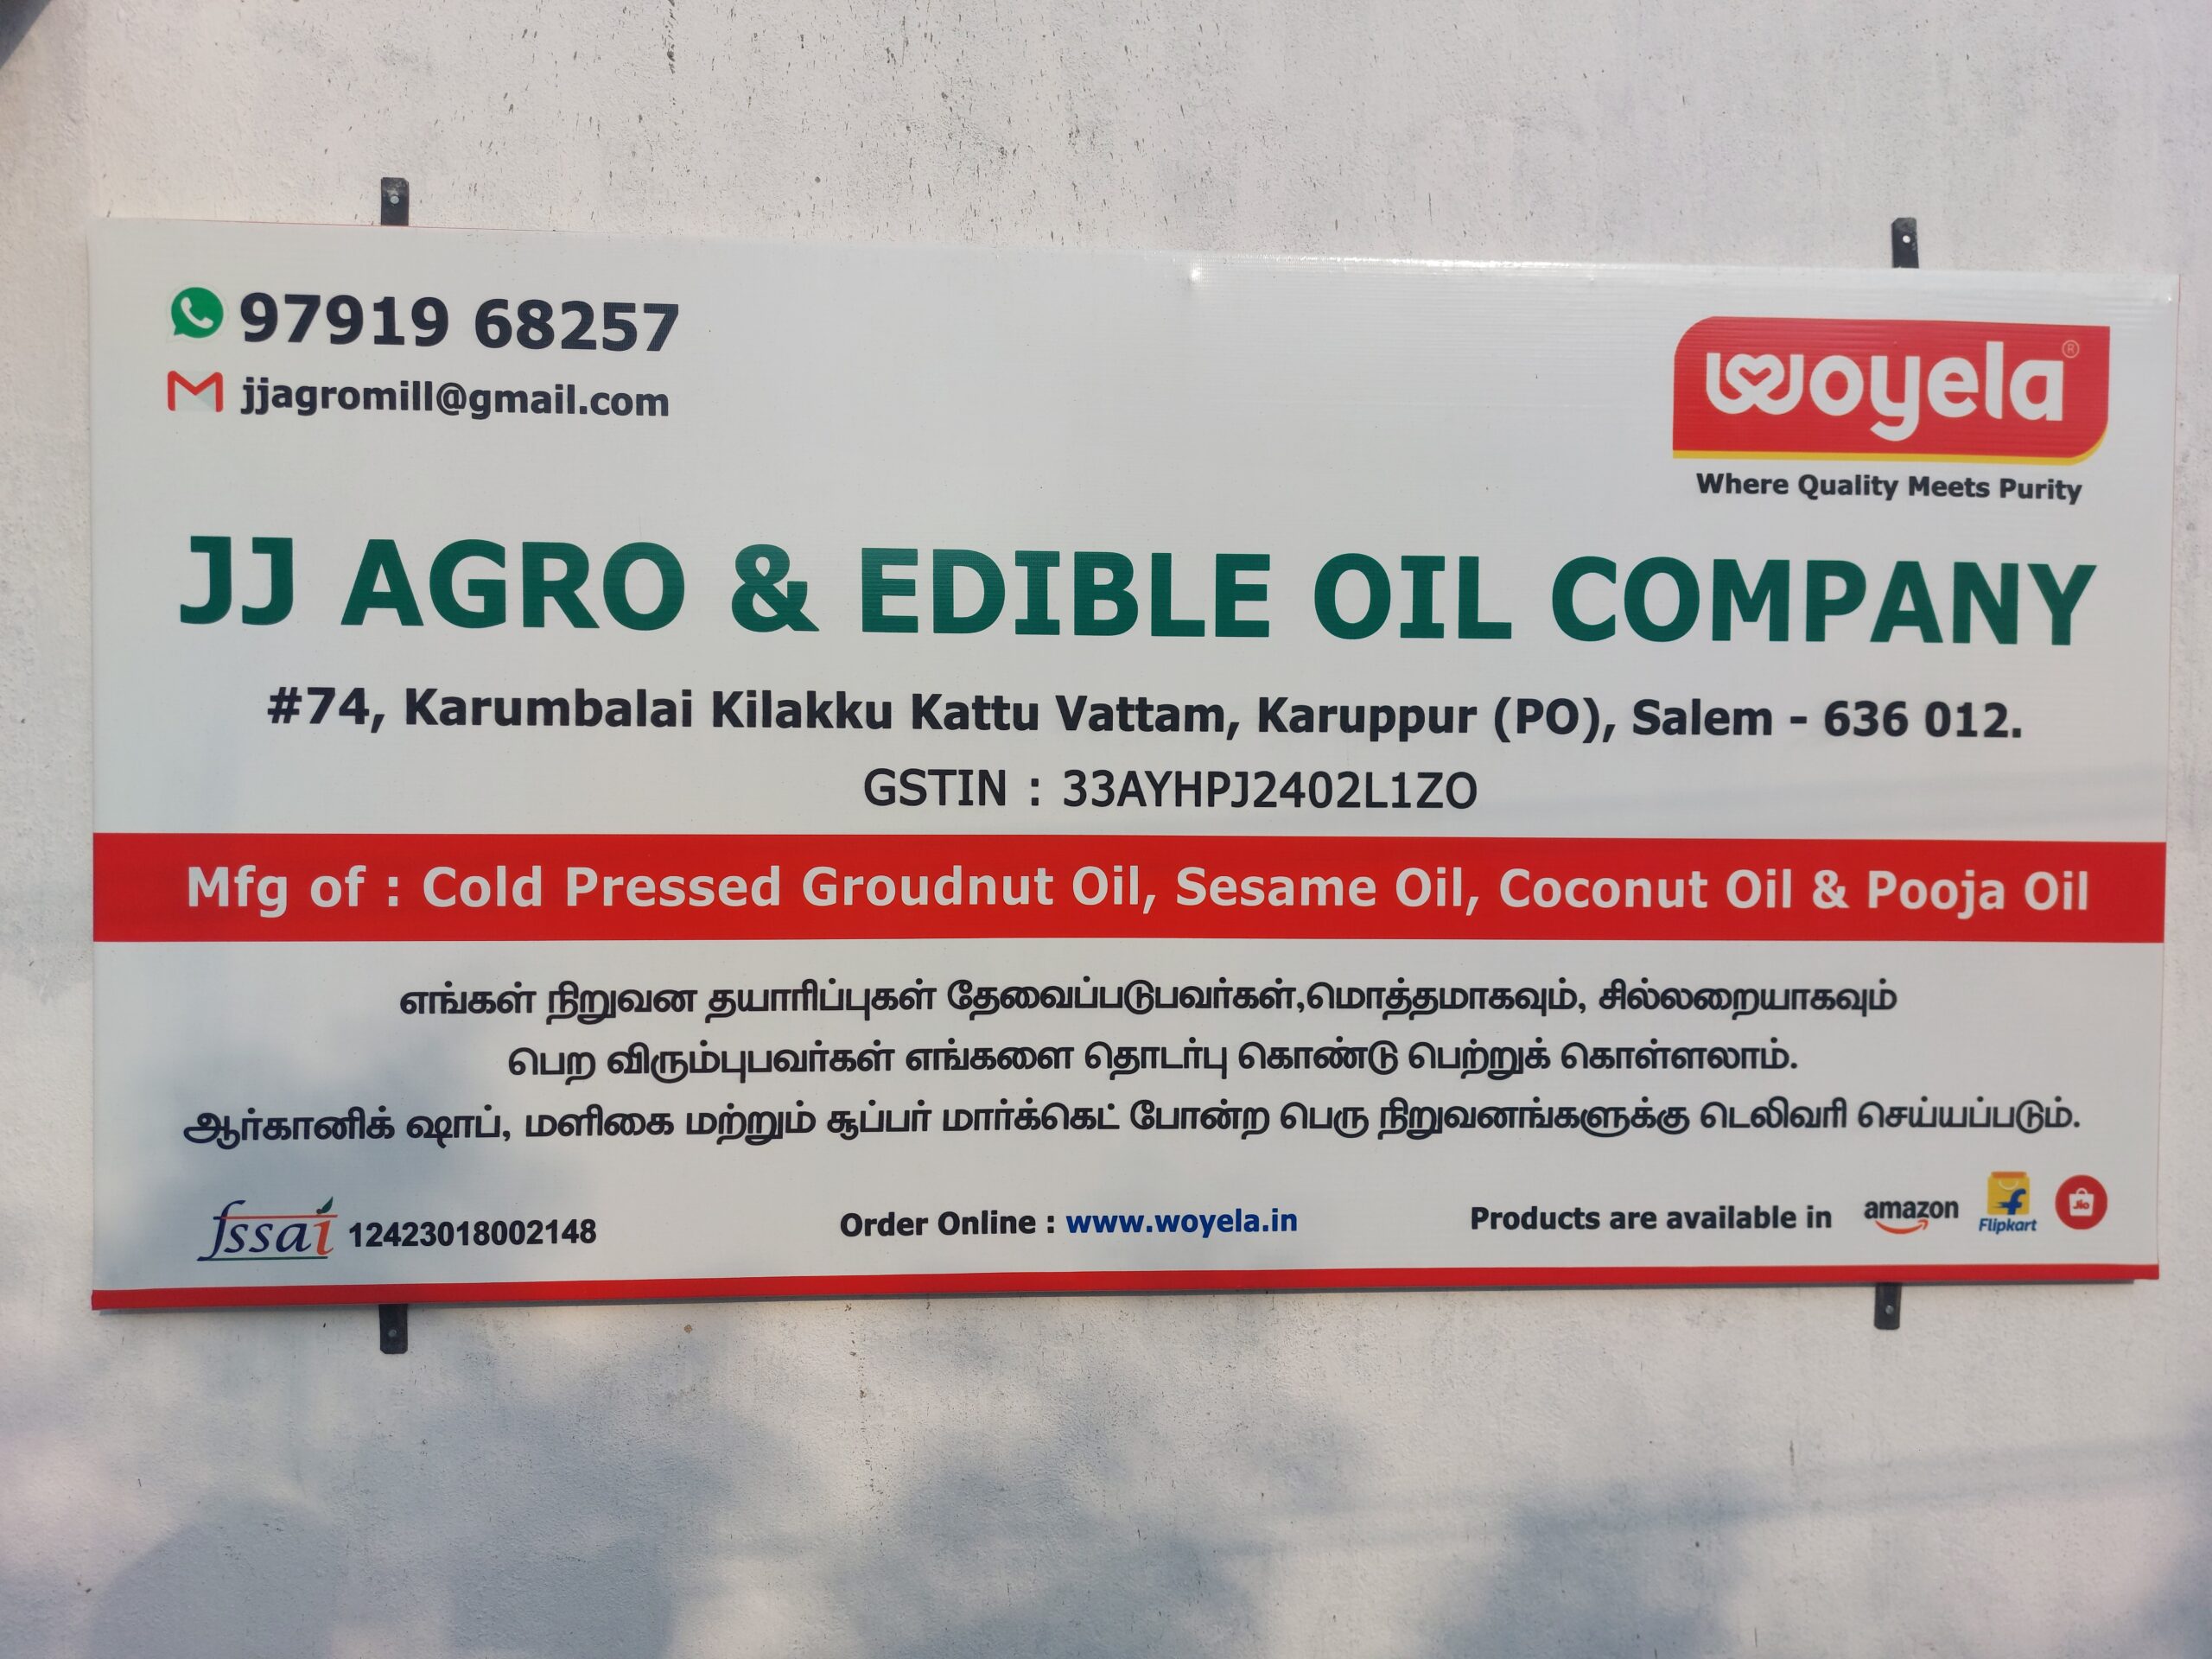 97919 68257
jjagromill@gmail.com
woyela®
Where Quality Meets Purity
JJ AGRO & EDIBLE OIL COMPANY
#74, Karumbalai Kilakku Kattu Vattam, Karuppur (PO), Salem - 636 012.
GSTIN : 33AYHPJ2402L1ZO
Mfg of : Cold Pressed Groudnut Oil, Sesame Oil, Coconut Oil & Pooja Oil
எங்கள் நிறுவன தயாரிப்புகள் தேவைப்படுபவர்கள்,மொத்தமாகவும், சில்லறையாகவும்
பெற விரும்புபவர்கள் எங்களை தொடர்பு கொண்டு பெற்றுக் கொள்ளலாம்.
ஆர்கானிக் ஷாப், மளிகை மற்றும் சூப்பர் மார்க்கெட் போன்ற பெரு நிறுவனங்களுக்கு டெலிவரி செய்யப்படும்.
fssai 12423018002148
Order Online : www.woyela.in
Products are available in amazon Flipkart Jio